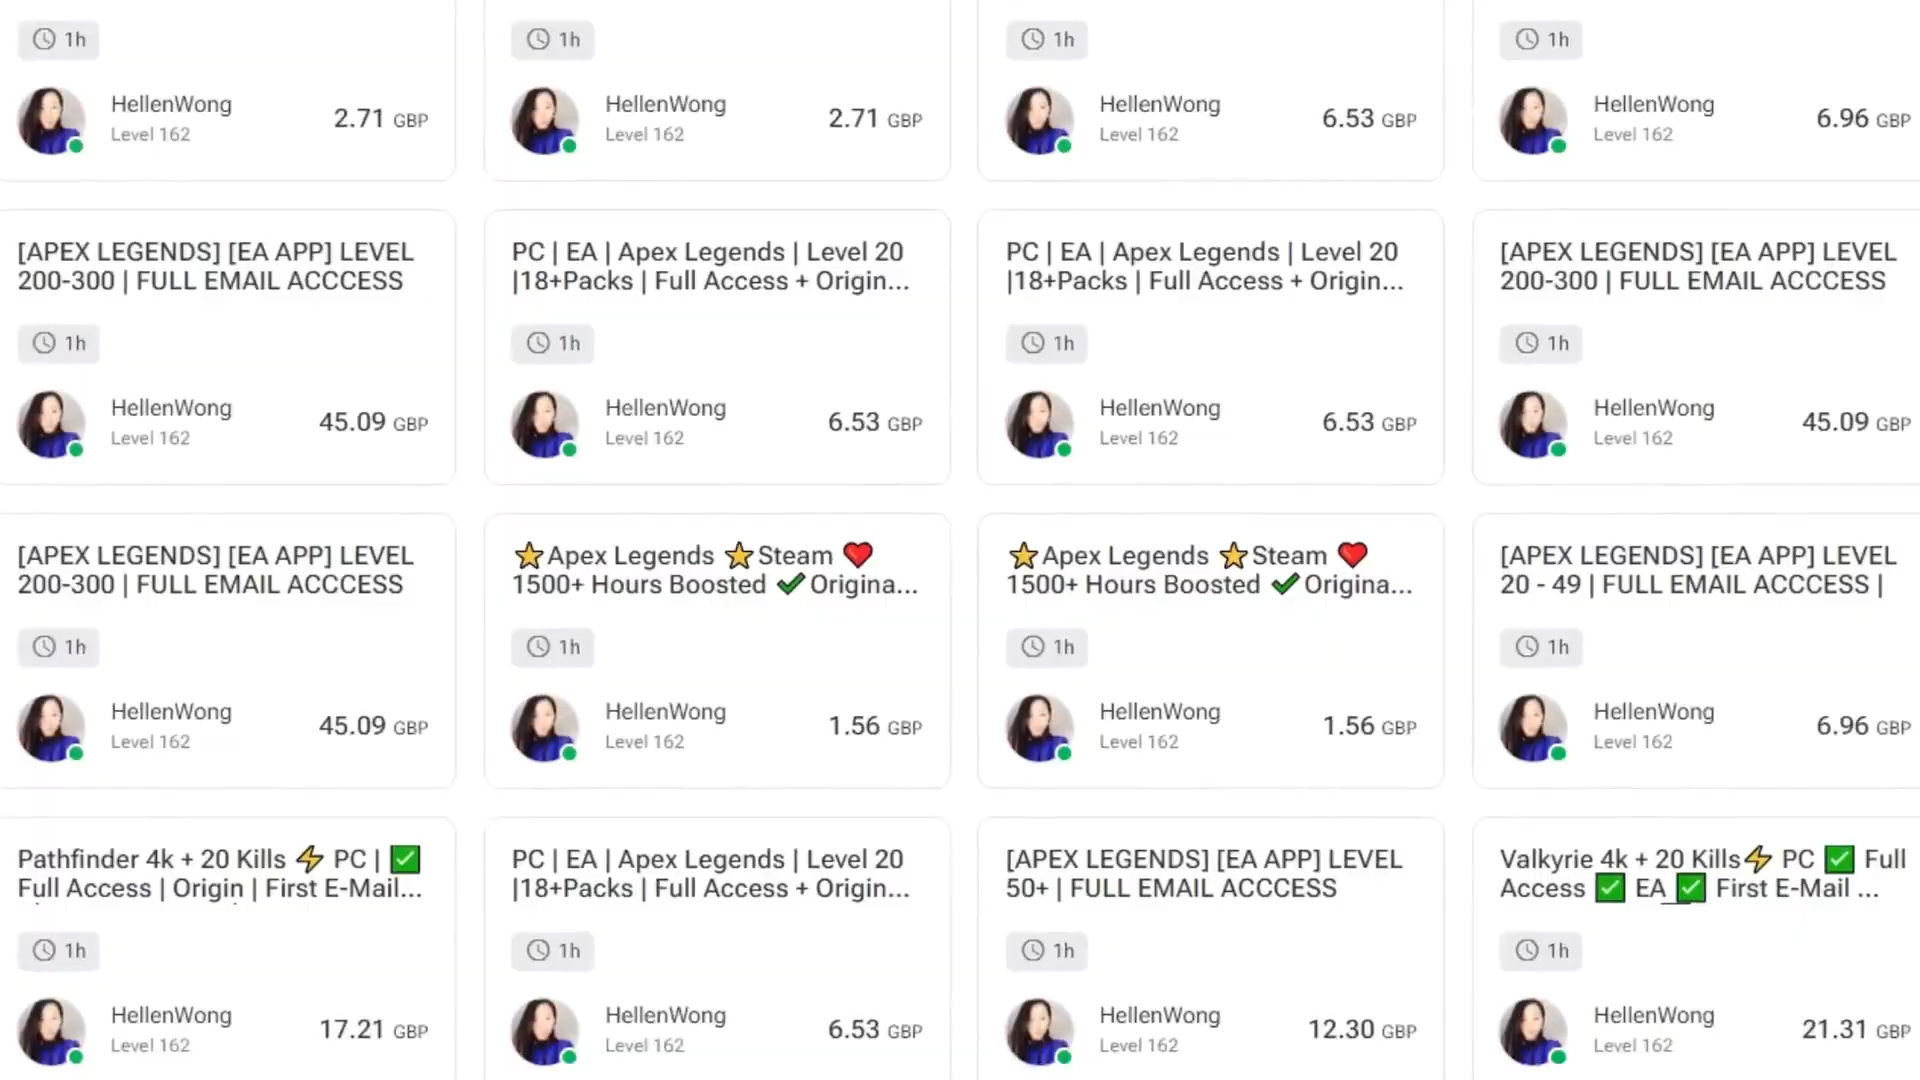 1h
1h
1h
1h
HellenWong
Level 162
2.71 GBP
HellenWong
Level 162
2.71 GBP
HellenWong
Level 162
6.53 GBP
HellenWong
Level 162
6.96 GBP
[APEX LEGENDS] [EA APP] LEVEL
200-300 | FULL EMAIL ACCCESS
1h
HellenWong
Level 162
45.09 GBP
PC | EA | Apex Legends | Level 20
|18+Packs | Full Access + Origin...
1h
HellenWong
Level 162
6.53 GBP
PC | EA | Apex Legends | Level 20
|18+Packs | Full Access + Origin...
1h
HellenWong
Level 162
6.53 GBP
[APEX LEGENDS] [EA APP] LEVEL
200-300 | FULL EMAIL ACCCESS
1h
HellenWong
Level 162
45.09 GBP
[APEX LEGENDS] [EA APP] LEVEL
200-300 | FULL EMAIL ACCCESS
1h
HellenWong
Level 162
45.09 GBP
⭐Apex Legends ⭐Steam ❤️
1500+ Hours Boosted ✔️Origina...
1h
HellenWong
Level 162
1.56 GBP
⭐Apex Legends ⭐Steam ❤️
1500+ Hours Boosted ✔️Origina...
1h
HellenWong
Level 162
1.56 GBP
[APEX LEGENDS] [EA APP] LEVEL
20 - 49 | FULL EMAIL ACCCESS |
1h
HellenWong
Level 162
6.96 GBP
Pathfinder 4k + 20 Kills ⚡ PC | ✅
Full Access | Origin | First E-Mail...
1h
HellenWong
Level 162
17.21 GBP
PC | EA | Apex Legends | Level 20
|18+Packs | Full Access + Origin...
1h
HellenWong
Level 162
6.53 GBP
[APEX LEGENDS] [EA APP] LEVEL
50+ | FULL EMAIL ACCCESS
1h
HellenWong
Level 162
12.30 GBP
Valkyrie 4k + 20 Kills⚡ PC ✅ Full
Access ✅ EA ✅ First E-Mail ...
1h
HellenWong
Level 162
21.31 GBP